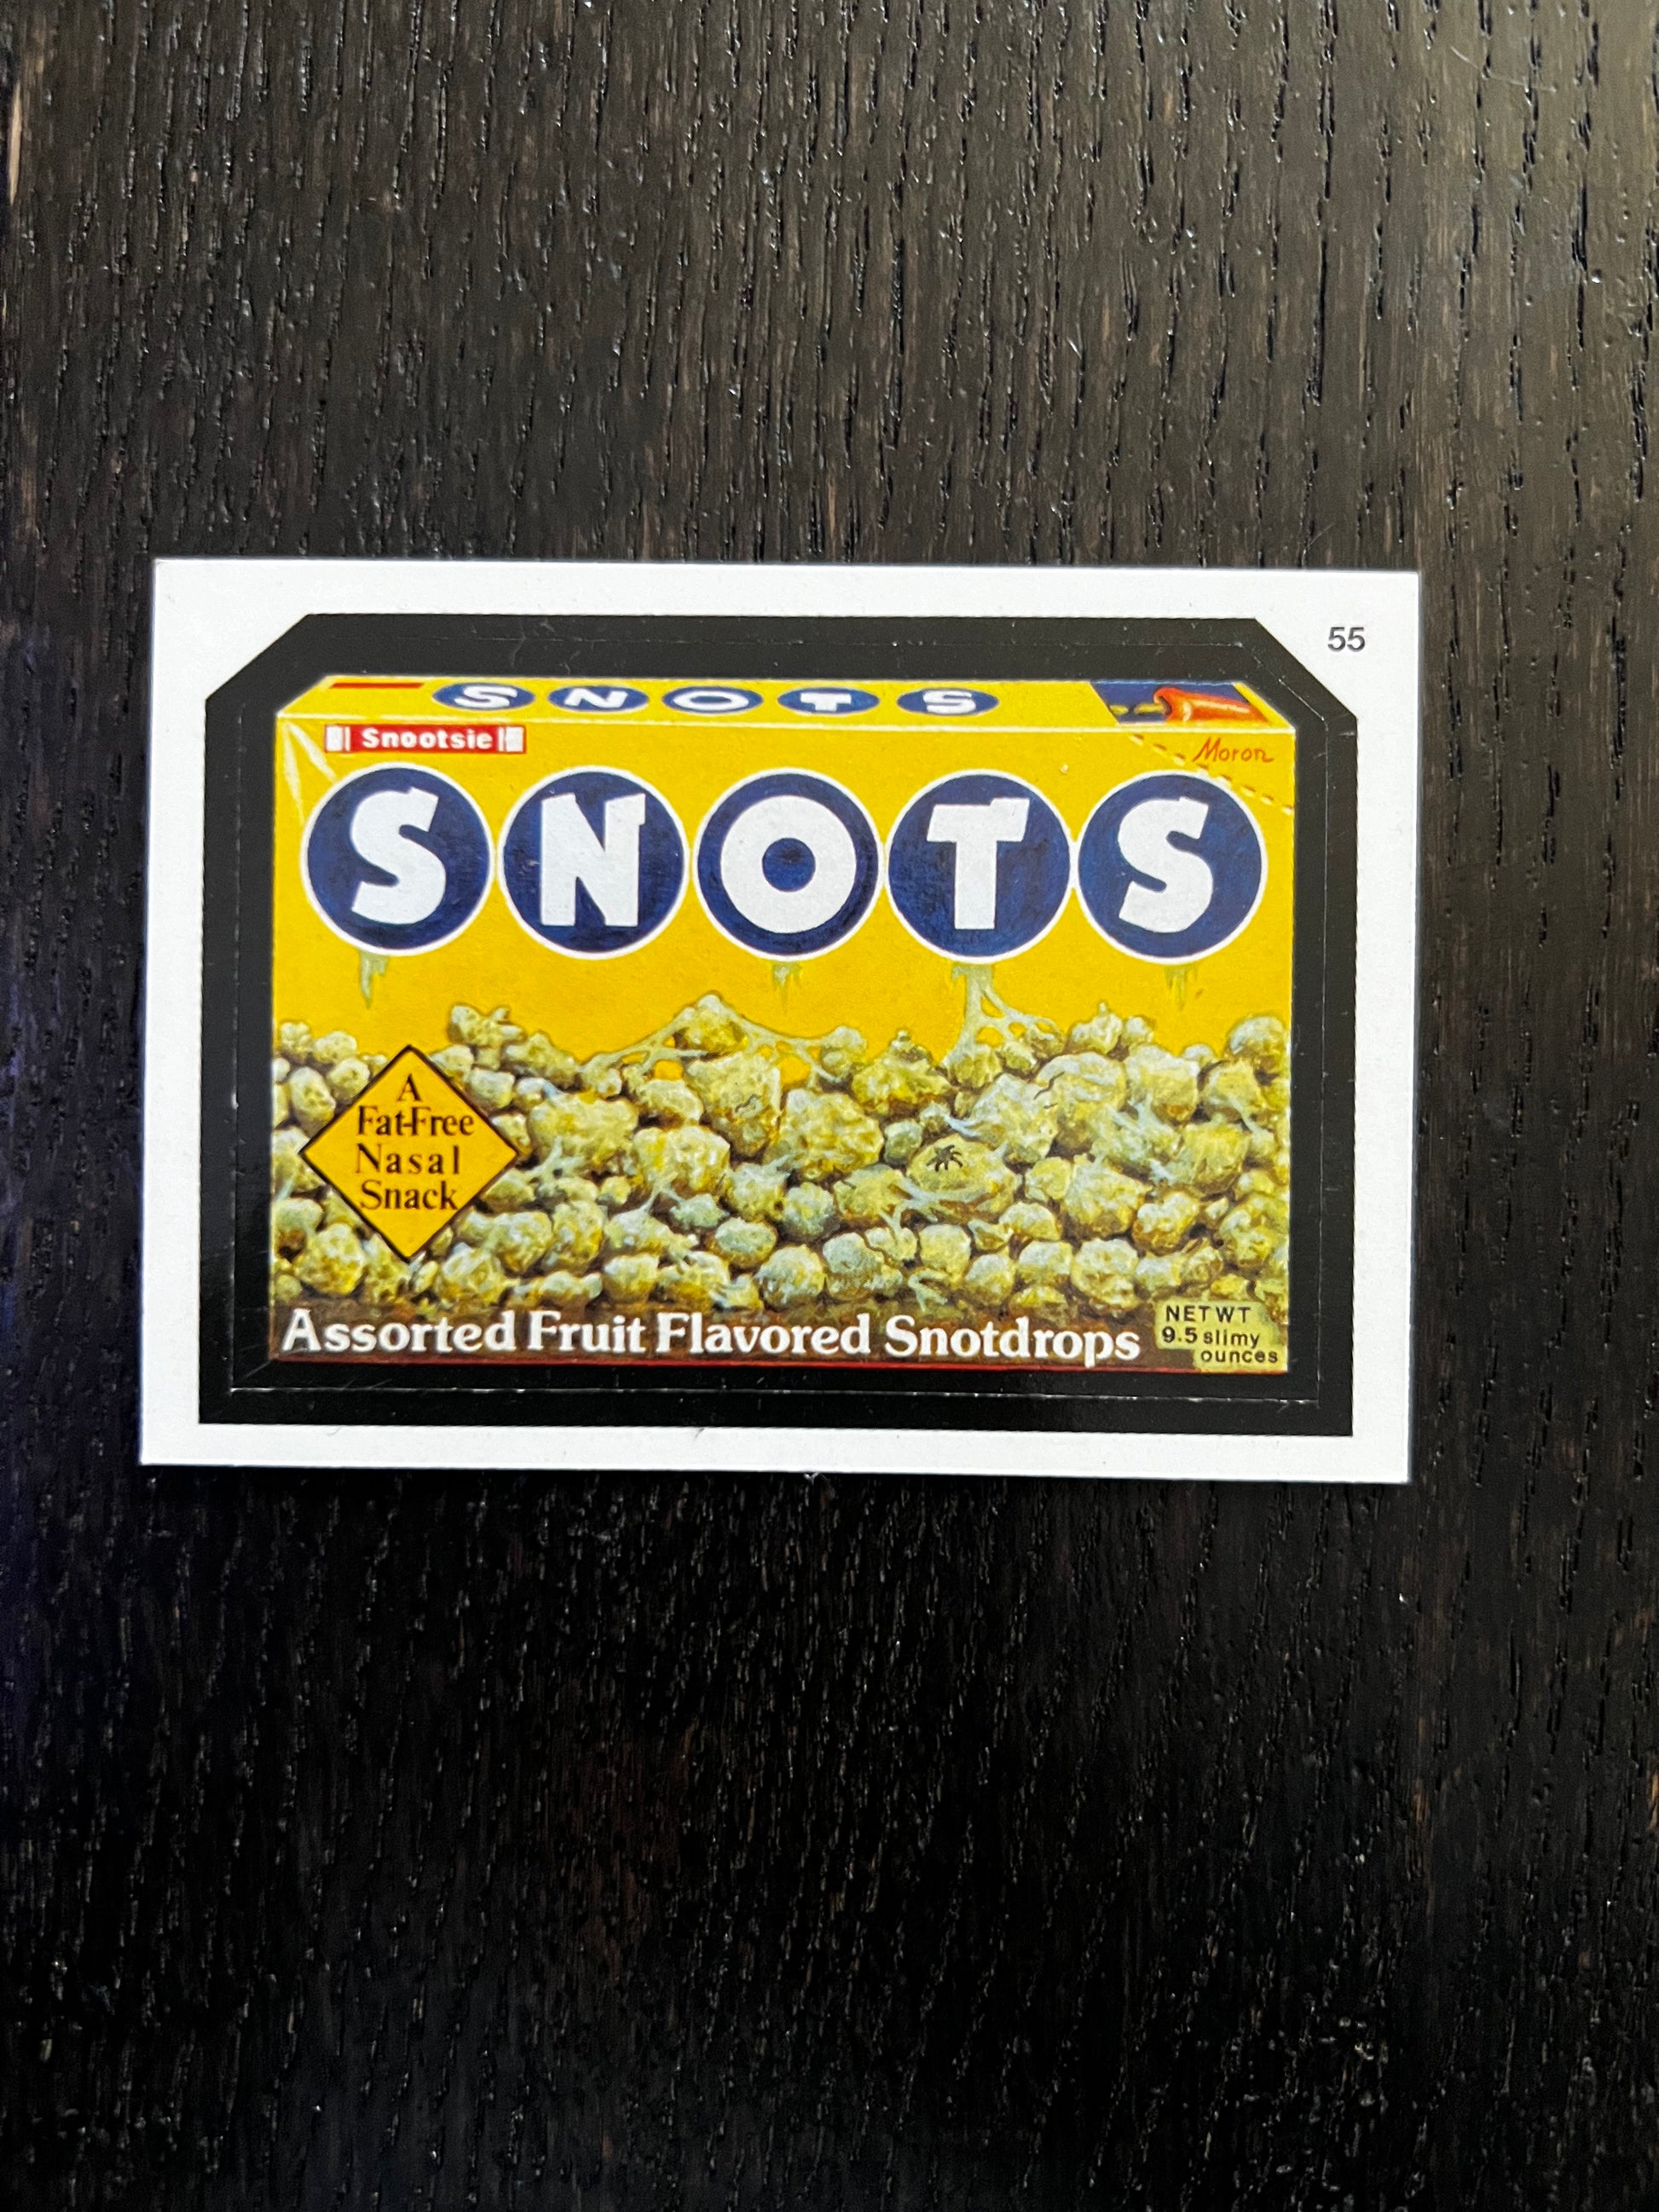 55
SNOTS
Snootsie
Moron
SNOTS
A
Fat-Free
Nasal
Snack
Assorted Fruit Flavored Snotdrops
NET WT
9.5 slimy
ounces